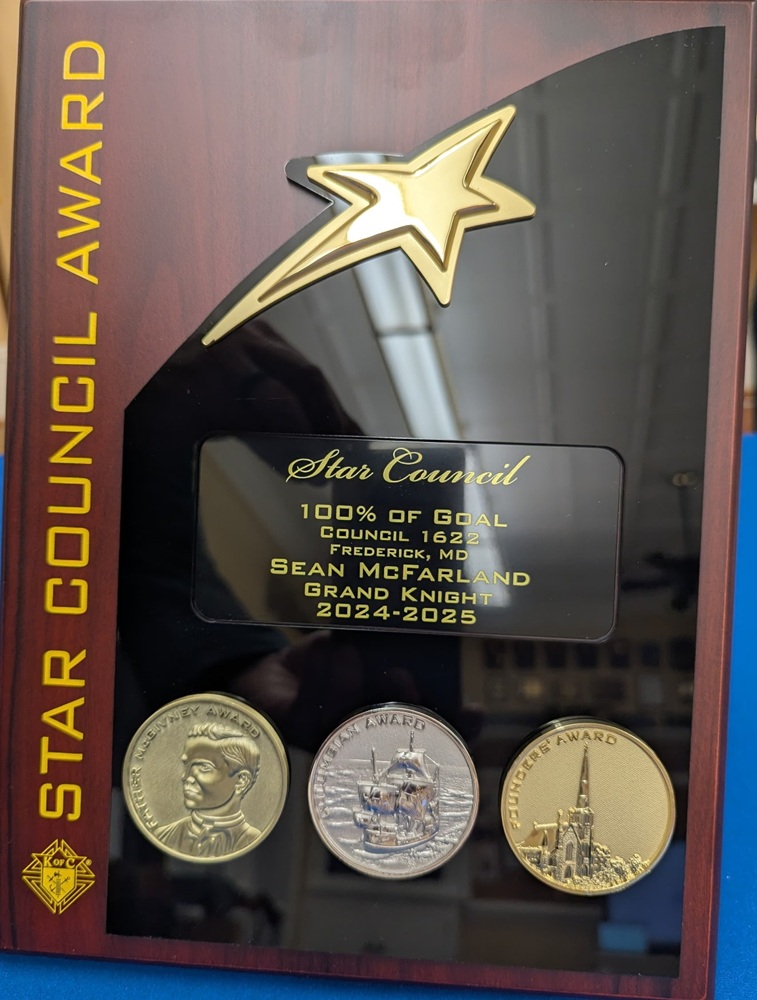 STAR COUNCIL AWARD
Star Council
100% OF GOAL
COUNCIL 1622
FREDERICK, MD
SEAN MCFARLAND
GRAND KNIGHT
2024-2025
FATHER MCGIVNEY AWARD
COLUMBIAN AWARD
FOUNDERS' AWARD
K OF C